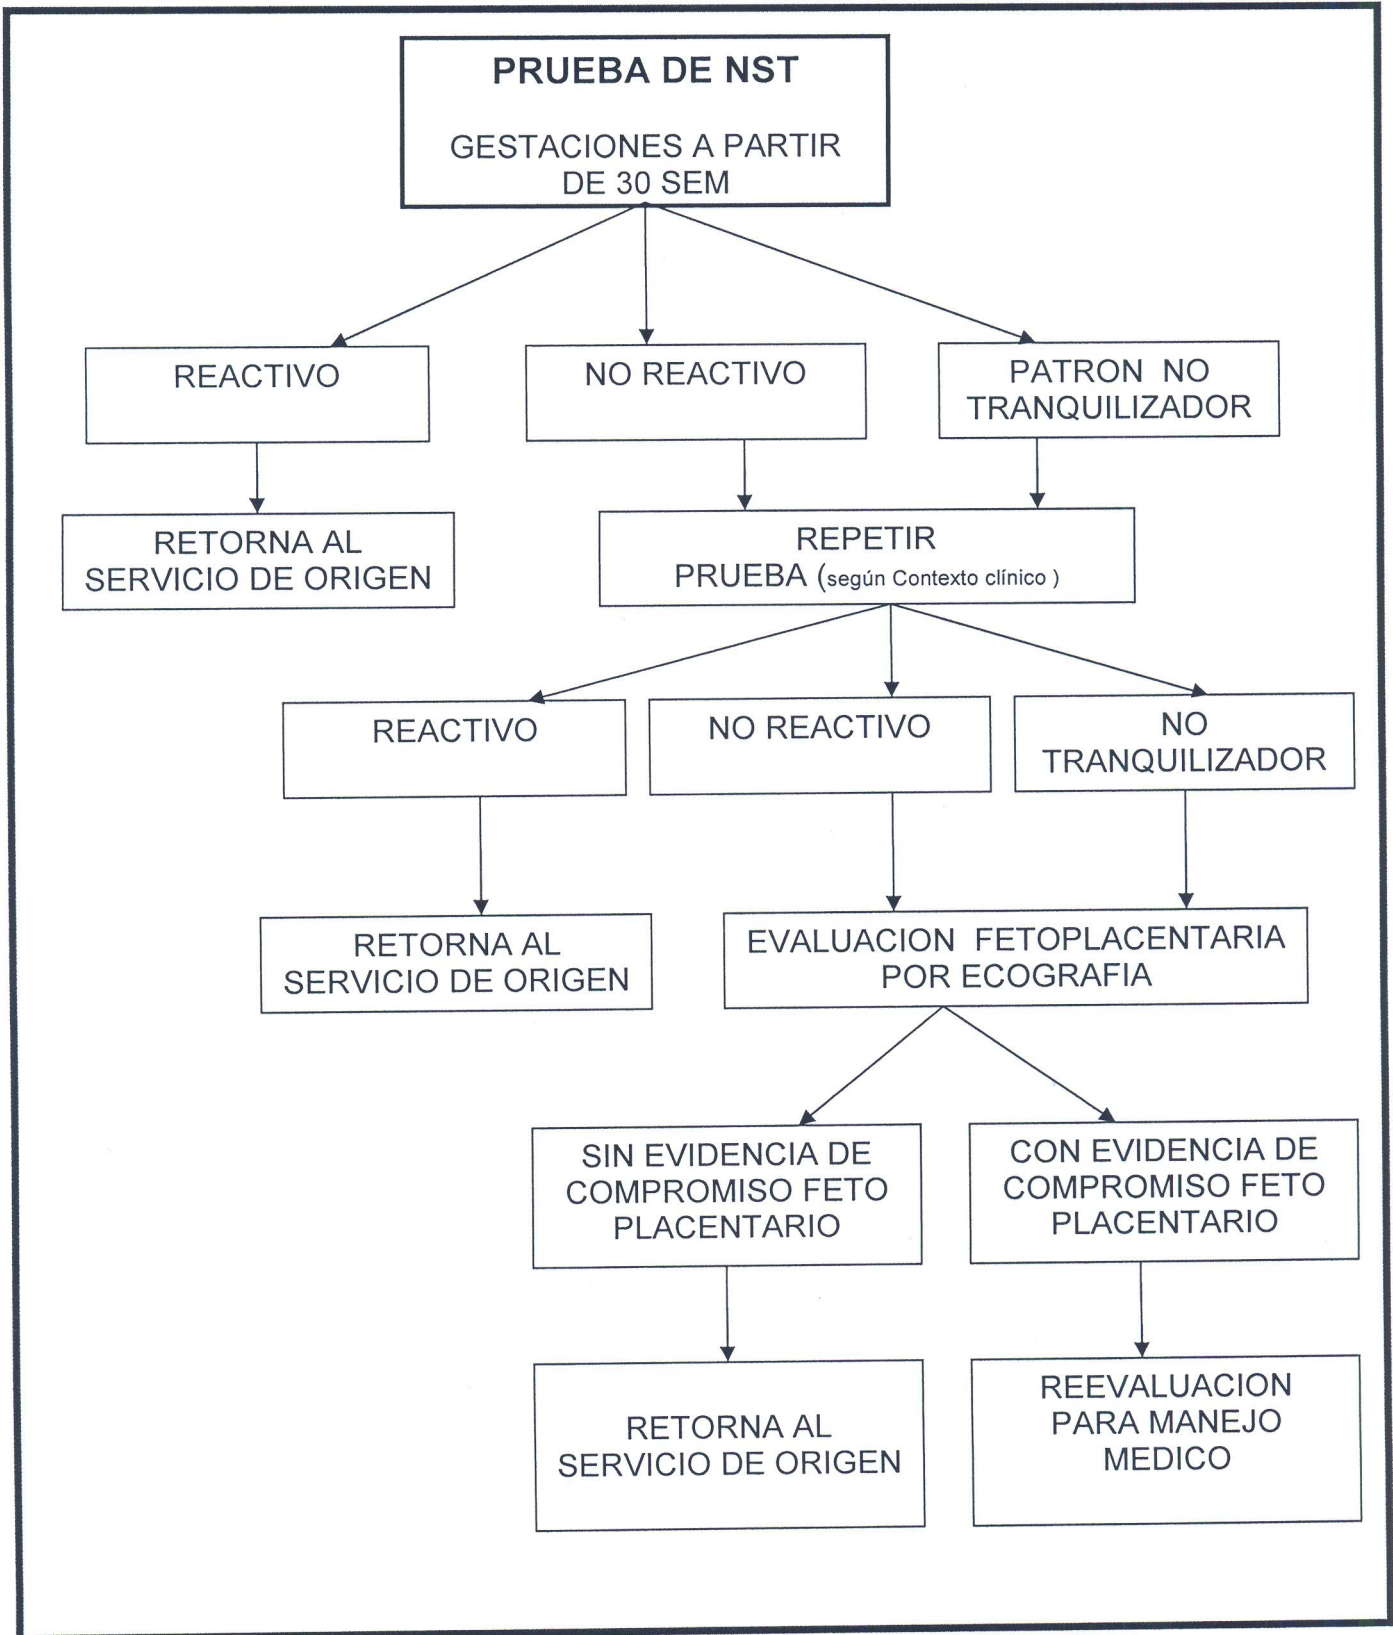 PRUEBA DE NST
GESTACIONES A PARTIR
DE 30 SEM
REACTIVO
NO REACTIVO
PATRON NO
TRANQUILIZADOR
RETORNA AL
SERVICIO DE ORIGEN
REPETIR
PRUEBA (según Contexto clínico )
REACTIVO
NO REACTIVO
NO
TRANQUILIZADOR
RETORNA AL
SERVICIO DE ORIGEN
EVALUACION FETOPLACENTARIA
POR ECOGRAFIA
SIN EVIDENCIA DE
COMPROMISO FETO
PLACENTARIO
CON EVIDENCIA DE
COMPROMISO FETO
PLACENTARIO
RETORNA AL
SERVICIO DE ORIGEN
REEVALUACION
PARA MANEJO
MEDICO